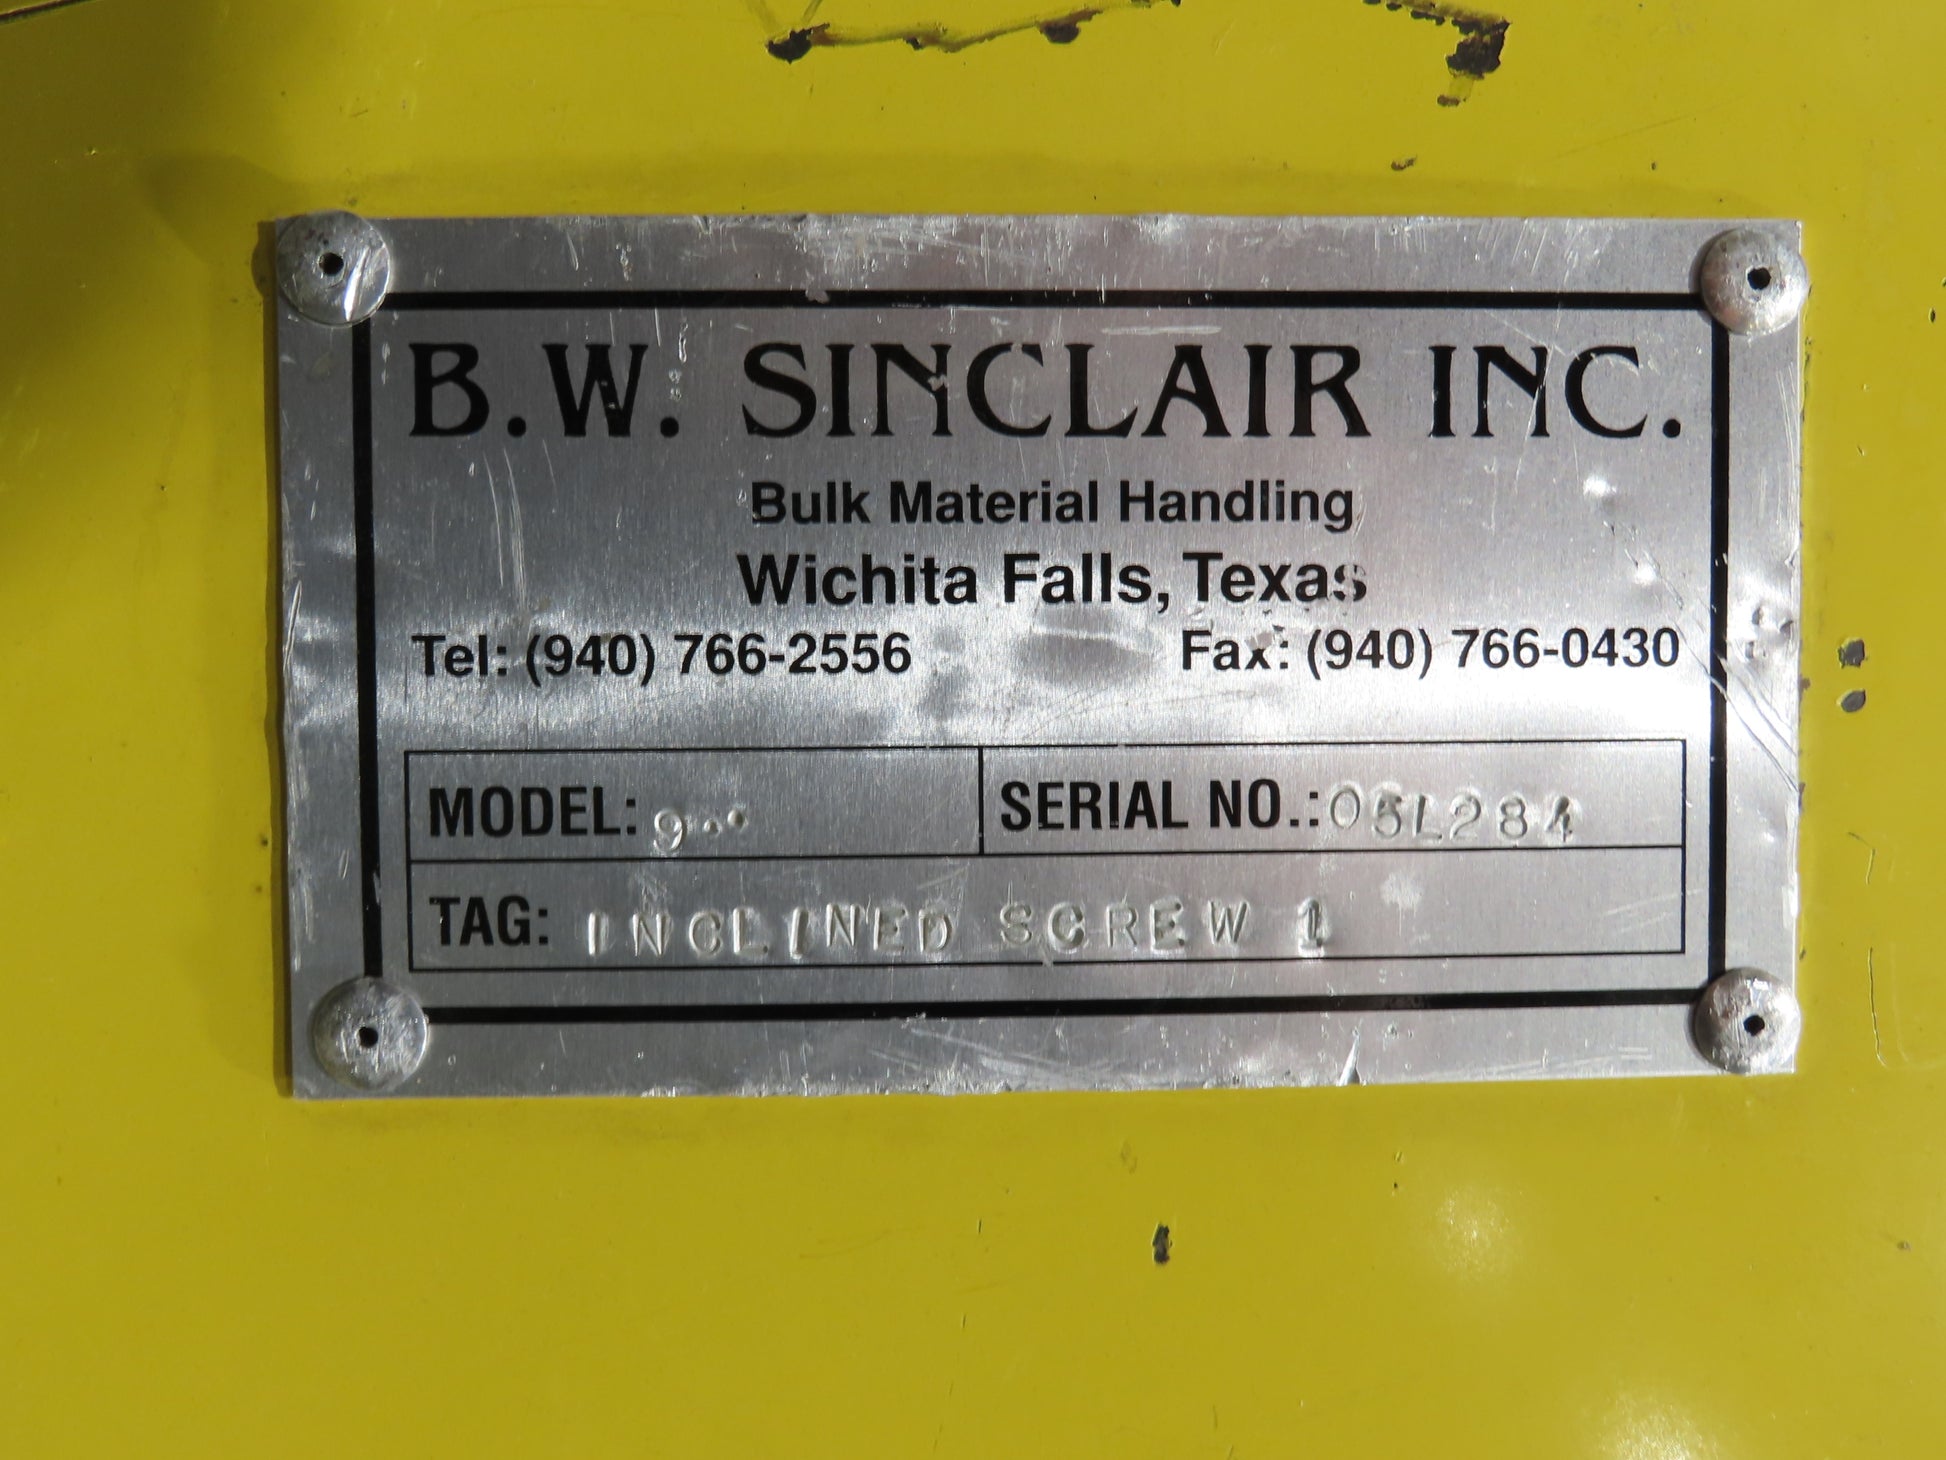 B.W. SINCLAIR INC.
Bulk Material Handling
Wichita Falls, Texas
Tel: (940) 766-2556 Fax: (940) 766-0430
MODEL: 9•• SERIAL NO.: 05L284
TAG: INCLINED SCREW 1